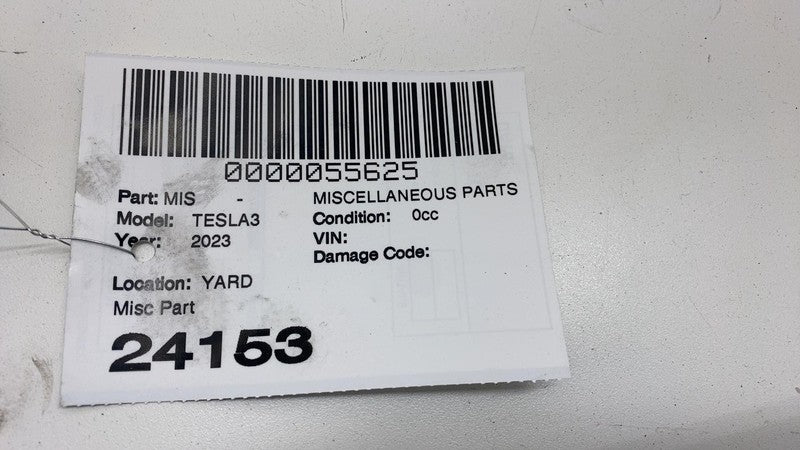 0000055625
Part: MIS - MISCELLANEOUS PARTS
Model: TESLA3 Condition: 0cc
Year: 2023 VIN:
Damage Code:
Location: YARD
Misc Part
24153